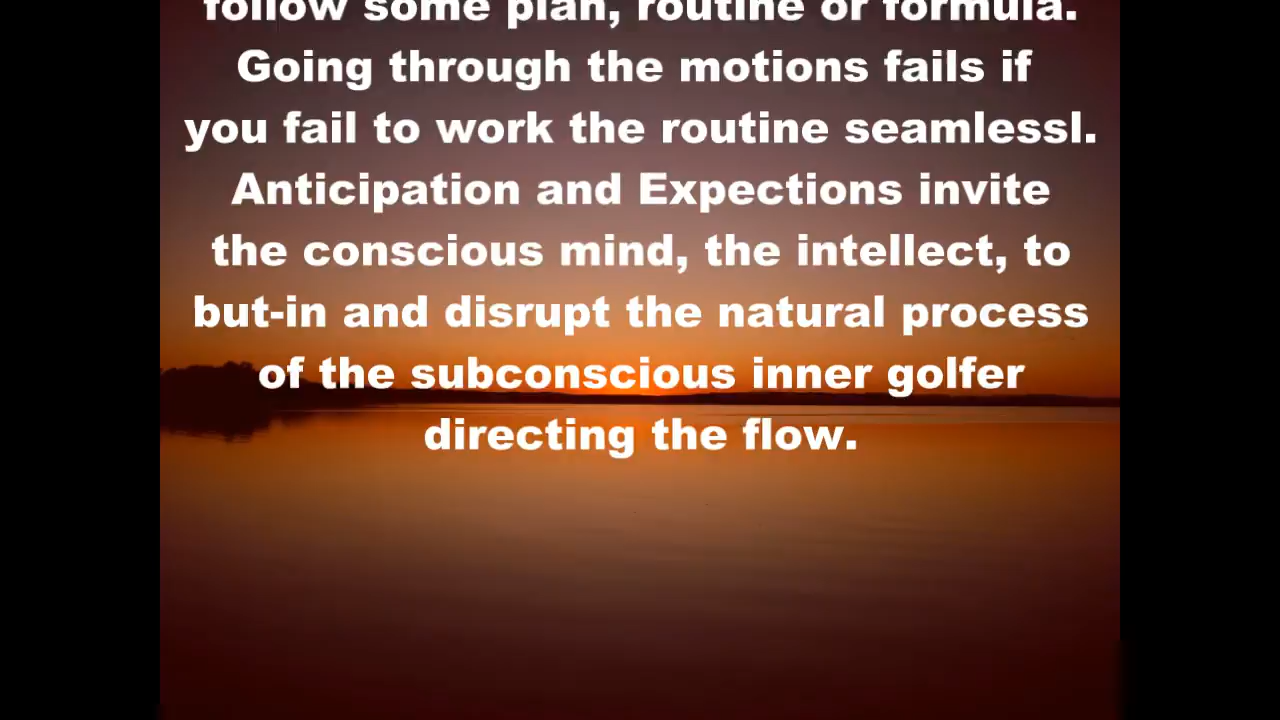 follow some plan, routine or formula.
Going through the motions fails if
you fail to work the routine seamlessl.
Anticipation and Expections invite
the conscious mind, the intellect, to
but-in and disrupt the natural process
of the subconscious inner golfer
directing the flow.